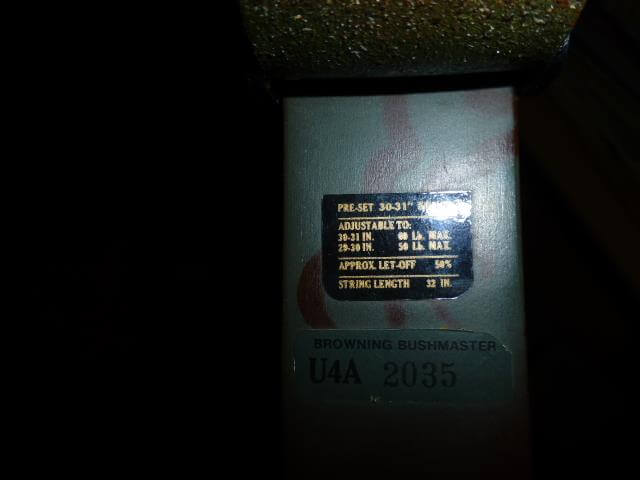 PRE-SET 30-31"
ADJUSTABLE TO:
30-31 IN. 60 Lb. MAX.
29-30 IN. 50 Lb. MAX.
APPROX. LET-OFF 50%
STRING LENGTH 32 IN.
BROWNING BUSHMASTER
U4A 2035